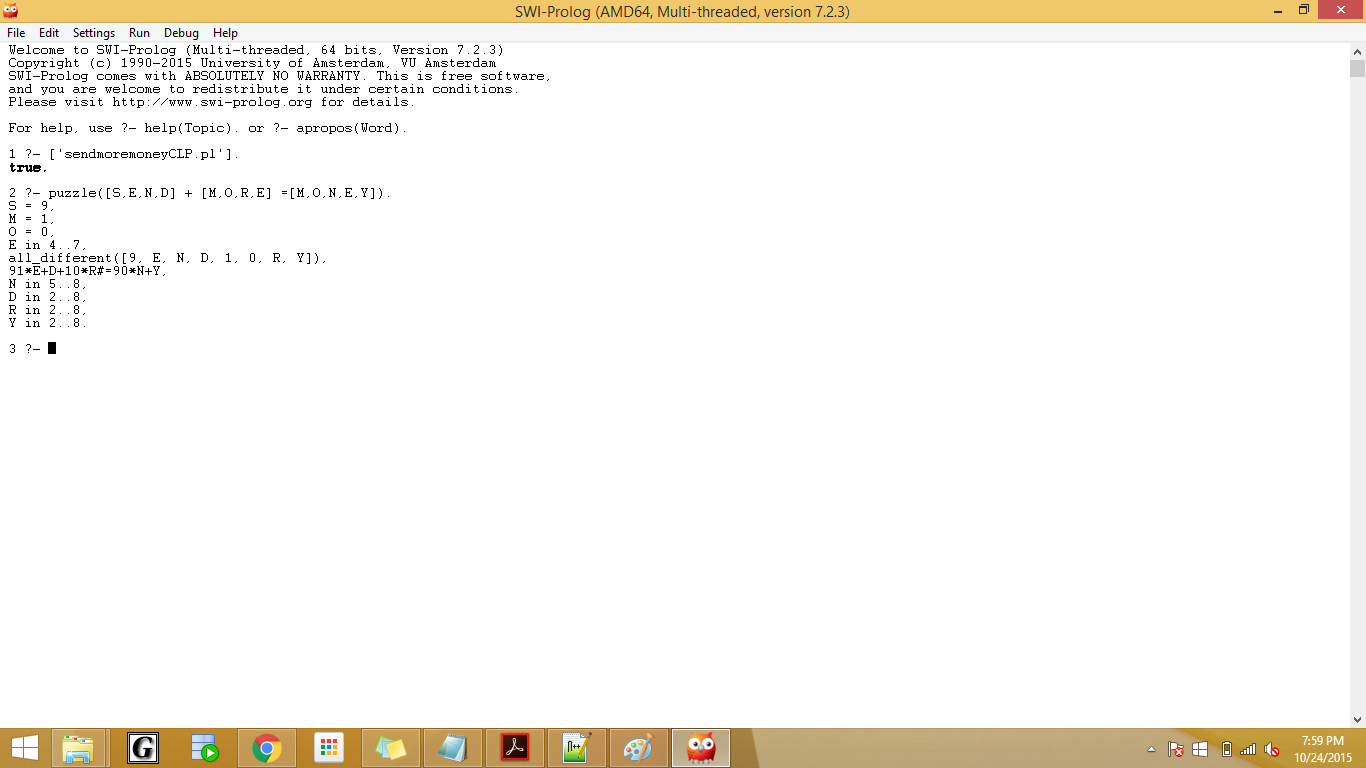 SWI-Prolog (AMD64, Multi-threaded, version 7.2.3)
File Edit Settings Run Debug Help
Welcome to SWI-Prolog (Multi-threaded, 64 bits, Version 7.2.3)
Copyright (c) 1990-2015 University of Amsterdam, VU Amsterdam
SWI-Prolog comes with ABSOLUTELY NO WARRANTY. This is free software,
and you are welcome to redistribute it under certain conditions.
Please visit http://www.swi-prolog.org for details.
For help, use ?- help(Topic). or ?- apropos(Word).
1 ?- ['sendmoremoneyCLP.pl'].
true.
2 ?- puzzle([S,E,N,D] + [M,O,R,E] =[M,O,N,E,Y]).
S = 9,
M = 1,
O = 0,
E in 4..7,
all_different([9, E, N, D, 1, 0, R, Y]),
91*E+D+10*R#=90*N+Y,
N in 5..8,
D in 2..8,
R in 2..8,
Y in 2..8.
3 ?-
G
7:59 PM
10/24/2015